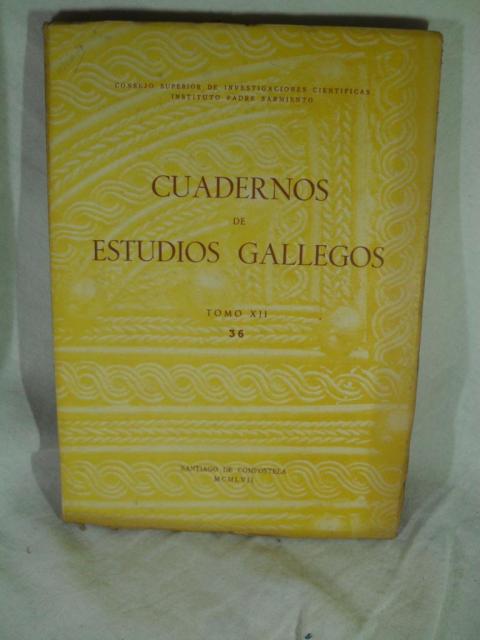 CONSEJO SUPERIOR DE INVESTIGACIONES CIENTIFICAS
INSTITUTO PADRE SARMIENTO
CUADERNOS
DE
ESTUDIOS GALLEGOS
TOMO XII
36
SANTIAGO DE COMPOSTELA
MCMLVII